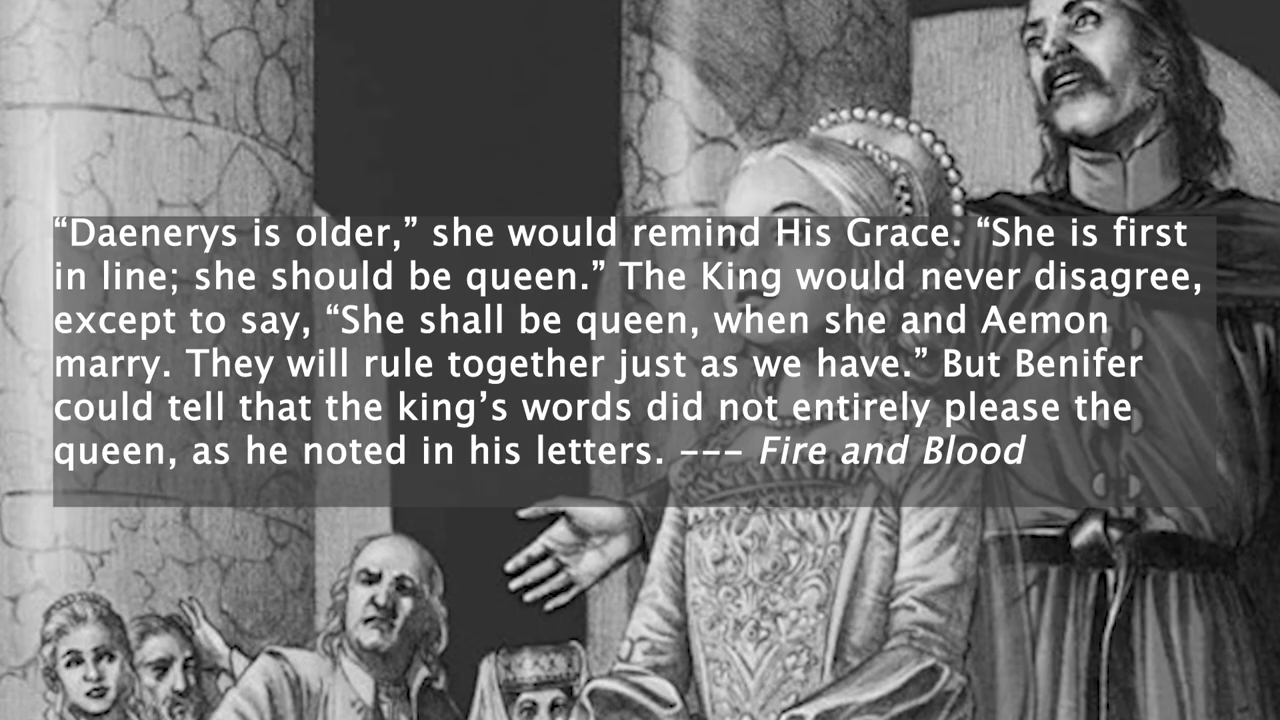 “Daenerys is older,” she would remind His Grace. “She is first
in line; she should be queen.” The King would never disagree,
except to say, “She shall be queen, when she and Aemon
marry. They will rule together just as we have.” But Benifer
could tell that the king’s words did not entirely please the
queen, as he noted in his letters. --- Fire and Blood